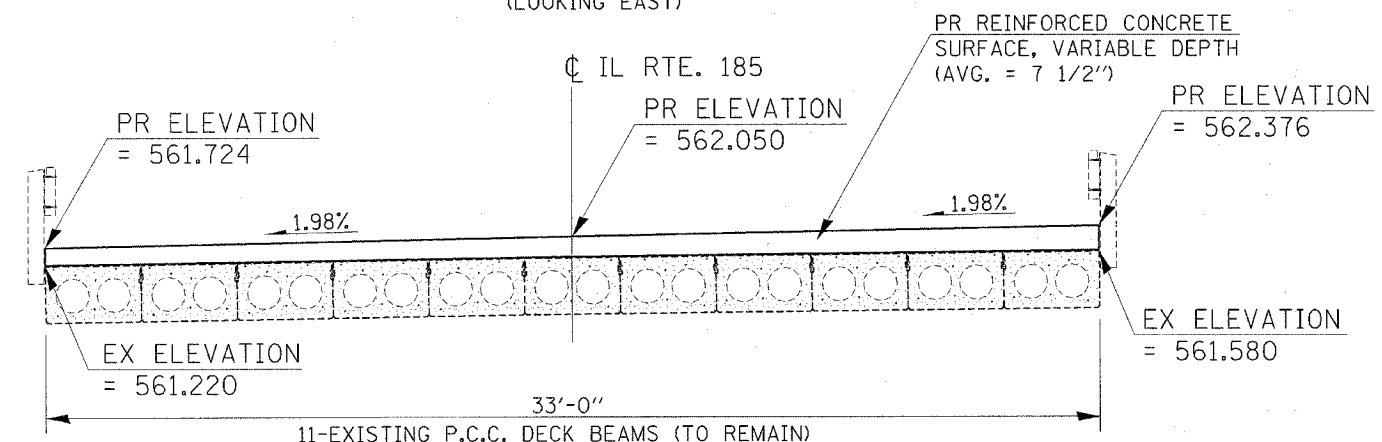 (LOOKING EAST)
PR REINFORCED CONCRETE
SURFACE, VARIABLE DEPTH
(AVG. = 7 1/2")
℄ IL RTE. 185
PR ELEVATION
= 561.724
PR ELEVATION
= 562.050
PR ELEVATION
= 562.376
1.98%
1.98%
EX ELEVATION
= 561.220
EX ELEVATION
= 561.580
33'-0"
11-EXISTING P.C.C. DECK BEAMS (TO REMAIN)